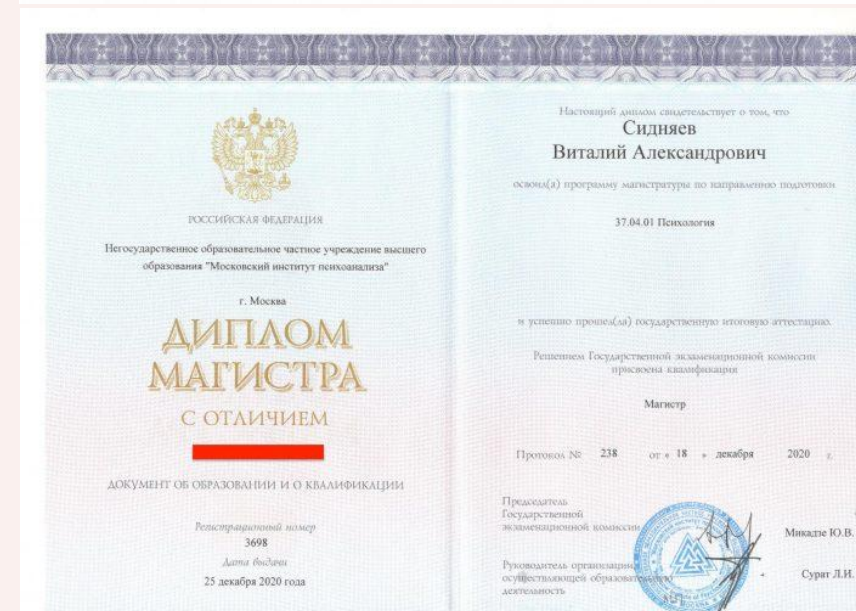 РОССИЙСКАЯ ФЕДЕРАЦИЯ
Негосударственное образовательное частное учреждение высшего
образования "Московский институт психоанализа"
г. Москва
ДИПЛОМ
МАГИСТРА
С ОТЛИЧИЕМ
ДОКУМЕНТ ОБ ОБРАЗОВАНИИ И О КВАЛИФИКАЦИИ
Регистрационный номер
3698
Дата выдачи
25 декабря 2020 года
Настоящий диплом свидетельствует о том, что
Сидняев
Виталий Александрович
освоил(а) программу магистратуры по направлению подготовки
37.04.01 Психология
и успешно прошел(ла) государственную итоговую аттестацию.
Решением Государственной экзаменационной комиссии
присвоена квалификация
Магистр
Протокол № 238 от « 18 » декабря 2020 г.
Председатель
Государственной
экзаменационной комиссии
Микадзе Ю.В.
Руководитель организации,
осуществляющей образовательную
деятельность
Сурат Л.И.